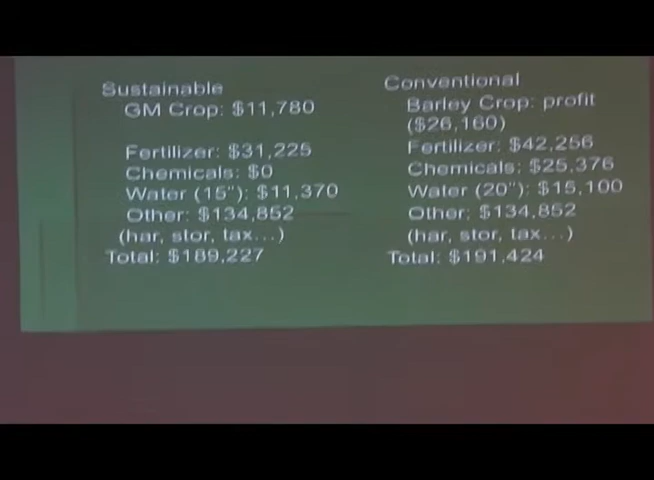 Sustainable
GM Crop: $11,780
Fertilizer: $31,225
Chemicals: $0
Water (15"): $11,370
Other: $134,852
(har, stor, tax...)
Total: $189,227
Conventional
Barley Crop: profit
($26,160)
Fertilizer: $42,256
Chemicals; $25,376
Water (20"): $15,100
Other; $134,852
(har, stor, tax...)
Total: $191,424